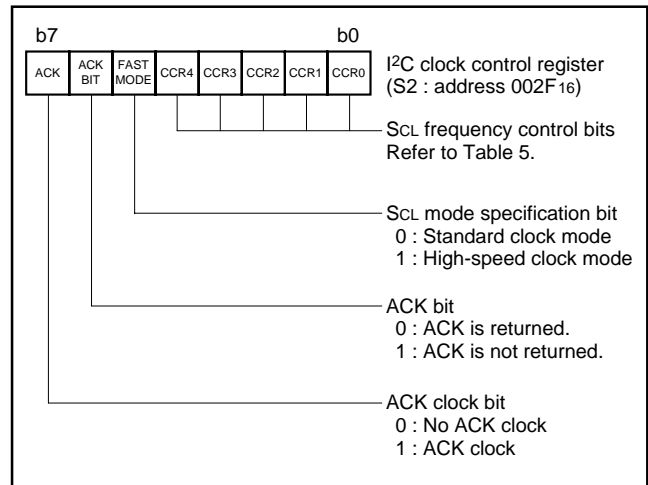 b7 b0
ACK ACK BIT FAST MODE CCR4 CCR3 CCR2 CCR1 CCR0
I2C clock control register
(S2 : address 002F16)
SCL frequency control bits
Refer to Table 5.
SCL mode specification bit
0 : Standard clock mode
1 : High-speed clock mode
ACK bit
0 : ACK is returned.
1 : ACK is not returned.
ACK clock bit
0 : No ACK clock
1 : ACK clock